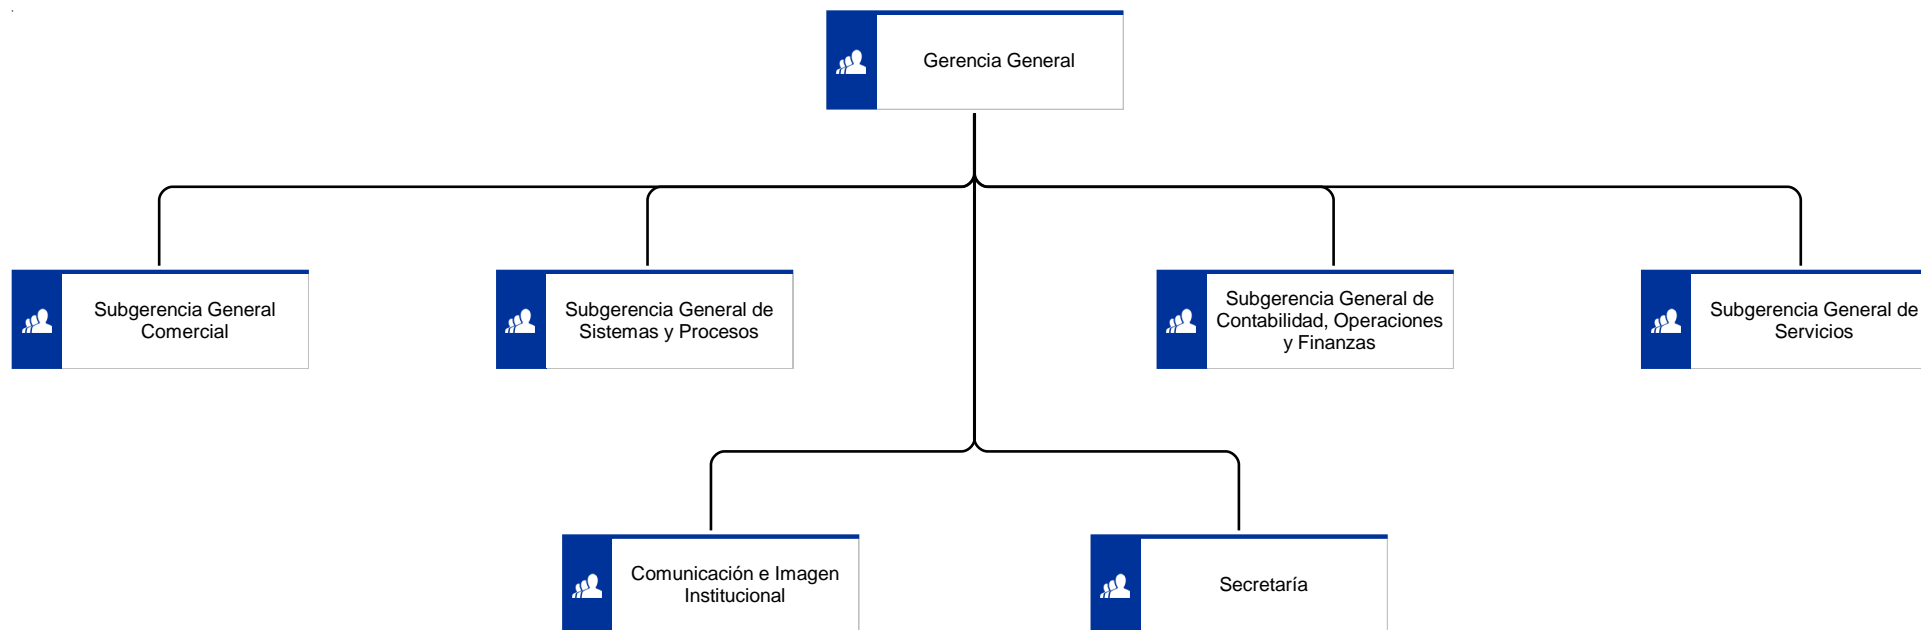 Gerencia General
Subgerencia General
Comercial
Subgerencia General de
Sistemas y Procesos
Subgerencia General de
Contabilidad, Operaciones
y Finanzas
Subgerencia General de
Servicios
Comunicación e Imagen
Institucional
Secretaría